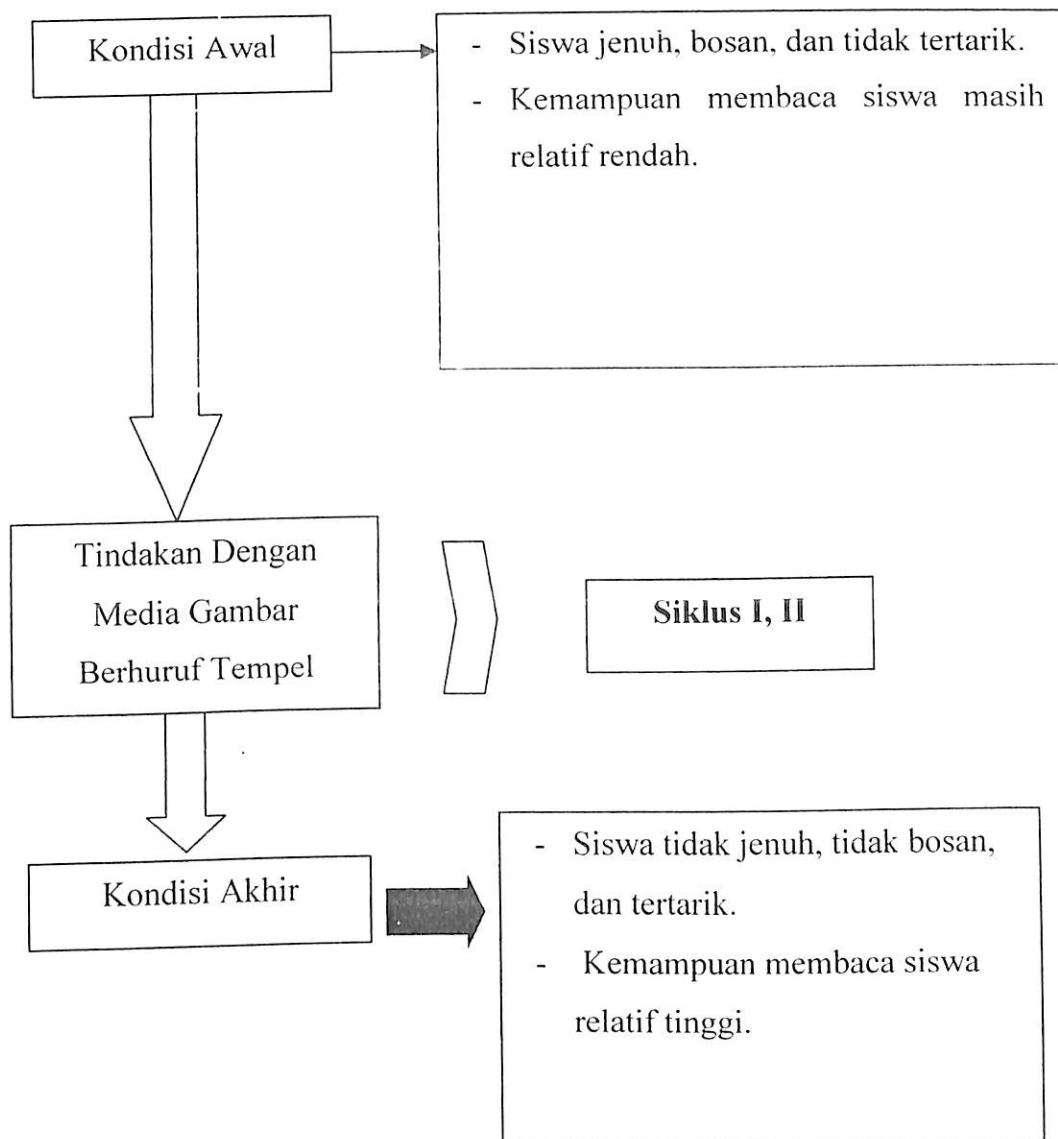 Kondisi Awal
- Siswa jenuh, bosan, dan tidak tertarik.
- Kemampuan membaca siswa masih
relatif rendah.
Tindakan Dengan
Media Gambar
Berhuruf Tempel
Siklus I, II
Kondisi Akhir
- Siswa tidak jenuh, tidak bosan,
dan tertarik.
- Kemampuan membaca siswa
relatif tinggi.